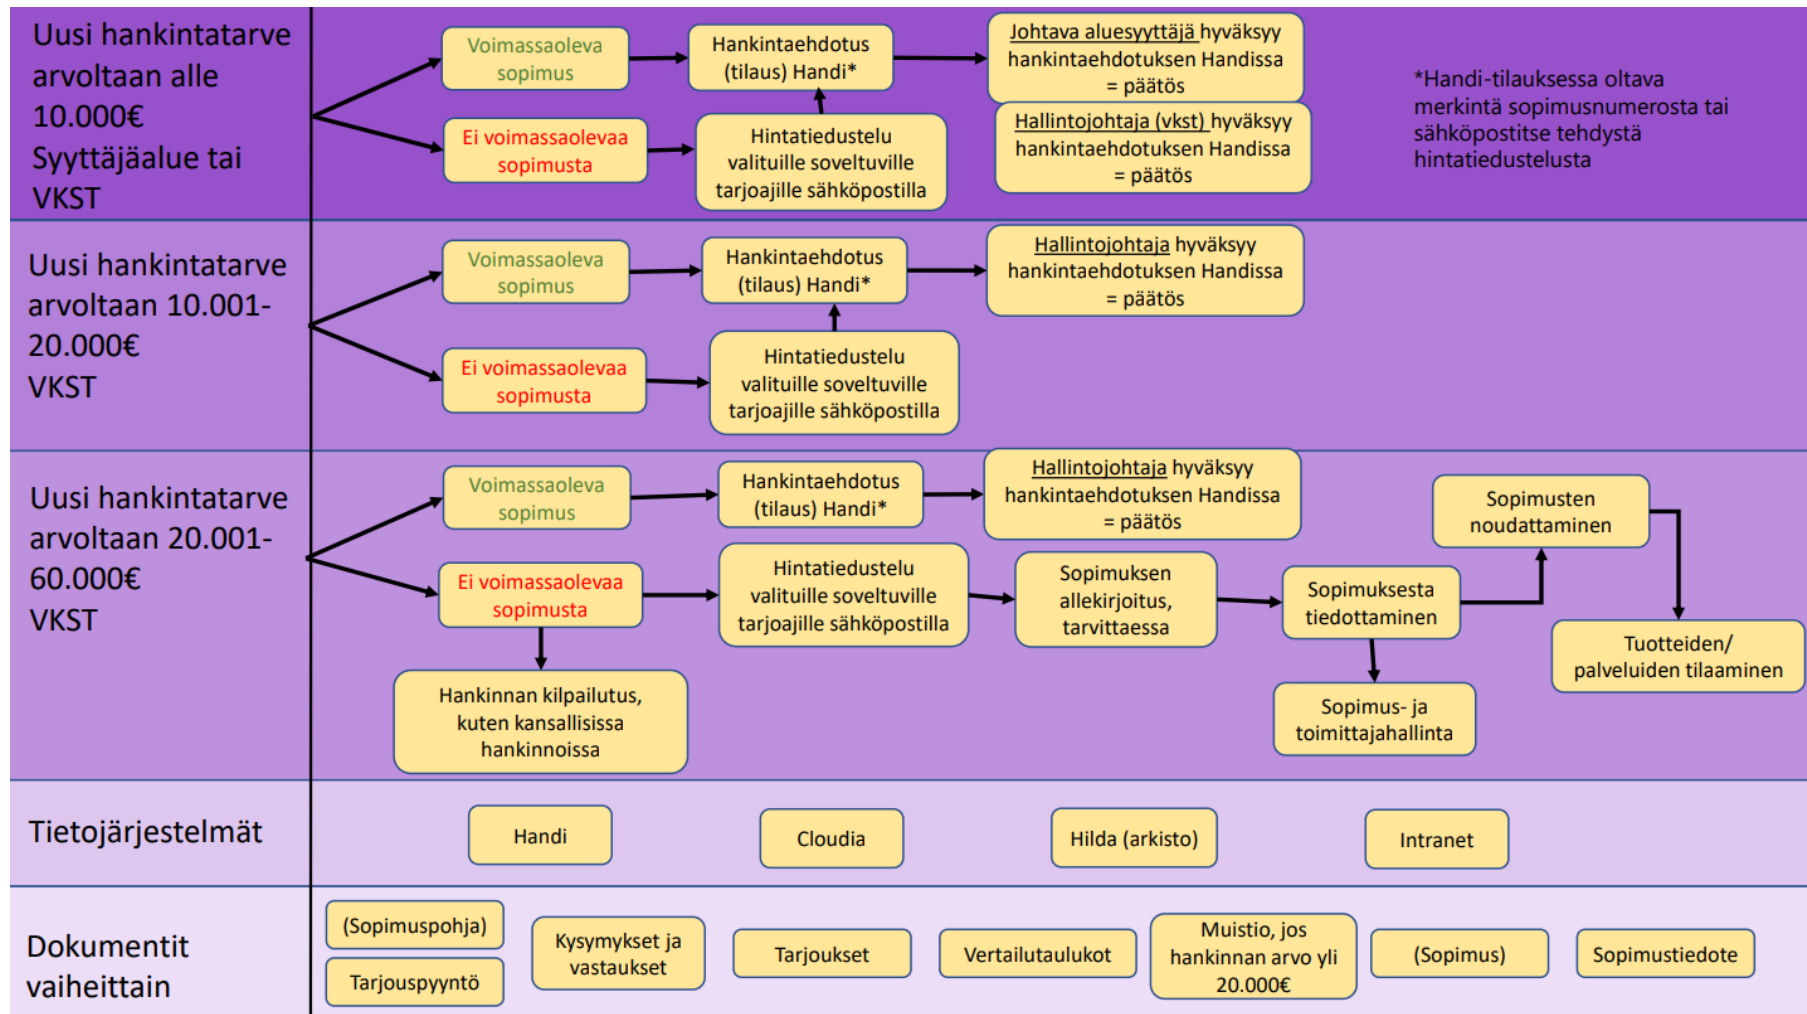 Uusi hankintatarve
arvoltaan alle
10.000€
Syyttäjäalue tai
VKST
Voimassaoleva
sopimus
Ei voimassaolevaa
sopimusta
Hankintaehdotus
(tilaus) Handi*
Hintatiedustelu
valituille soveltuville
tarjoajille sähköpostilla
Johtava aluesyyttäjä hyväksyy
hankintaehdotuksen Handissa
= päätös
Hallintojohtaja (vkst) hyväksyy
hankintaehdotuksen Handissa
= päätös
*Handi-tilauksessa oltava
merkintä sopimusnumerosta tai
sähköpostitse tehdystä
hintatiedustelusta
Uusi hankintatarve
arvoltaan 10.001-
20.000€
VKST
Voimassaoleva
sopimus
Ei voimassaolevaa
sopimusta
Hankintaehdotus
(tilaus) Handi*
Hintatiedustelu
valituille soveltuville
tarjoajille sähköpostilla
Hallintojohtaja hyväksyy
hankintaehdotuksen Handissa
= päätös
Uusi hankintatarve
arvoltaan 20.001-
60.000€
VKST
Voimassaoleva
sopimus
Ei voimassaolevaa
sopimusta
Hankinnan kilpailutus,
kuten kansallisissa
hankinnoissa
Hankintaehdotus
(tilaus) Handi*
Hintatiedustelu
valituille soveltuville
tarjoajille sähköpostilla
Hallintojohtaja hyväksyy
hankintaehdotuksen Handissa
= päätös
Sopimuksen
allekirjoitus,
tarvittaessa
Sopimuksesta
tiedottaminen
Sopimus- ja
toimittajahallinta
Sopimusten
noudattaminen
Tuotteiden/
palveluiden tilaaminen
Tietojärjestelmät
Handi
Cloudia
Hilda (arkisto)
Intranet
Dokumentit
vaiheittain
(Sopimuspohja)
Tarjouspyyntö
Kysymykset ja
vastaukset
Tarjoukset
Vertailutaulukot
Muistio, jos
hankinnan arvo yli
20.000€
(Sopimus)
Sopimustiedote